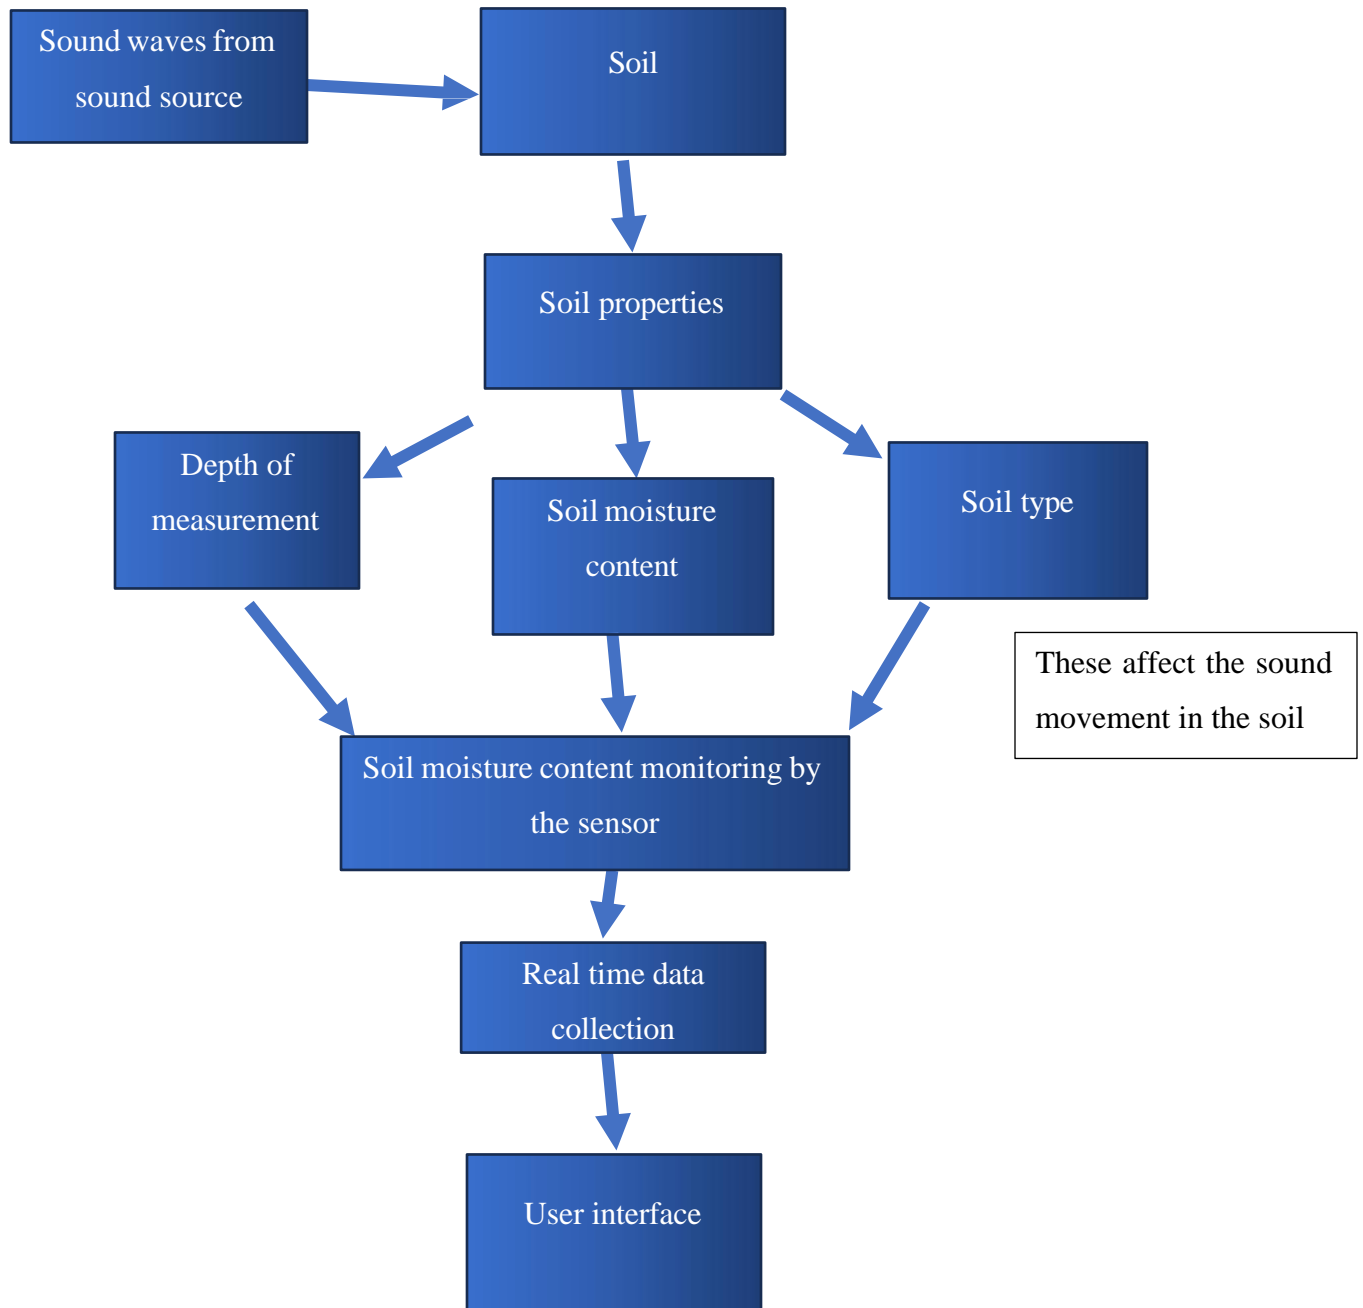 Sound waves from
sound source
Soil
Soil properties
Depth of
measurement
Soil moisture
content
Soil type
These affect the sound
movement in the soil
Soil moisture content monitoring by
the sensor
Real time data
collection
User interface